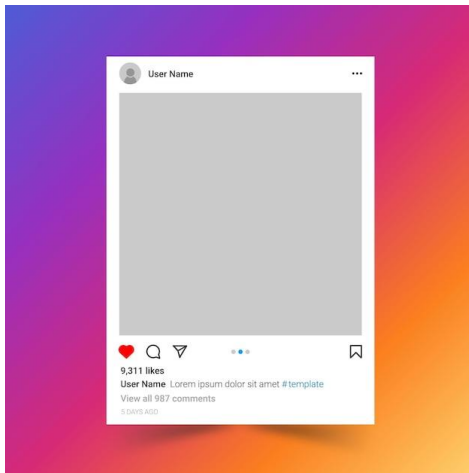 User Name
9,311 likes
User Name Lorem ipsum dolor sit amet #template
View all 987 comments
5 DAYS AGO